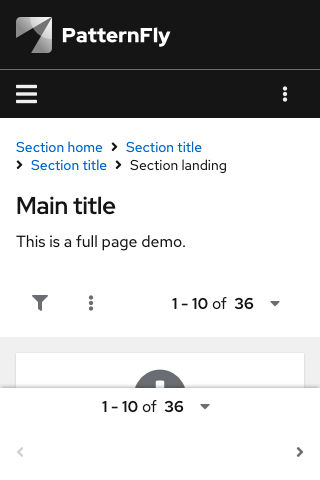 PatternFly
Section home > Section title
> Section title > Section landing
Main title
This is a full page demo.
1 - 10 of 36
1 - 10 of 36